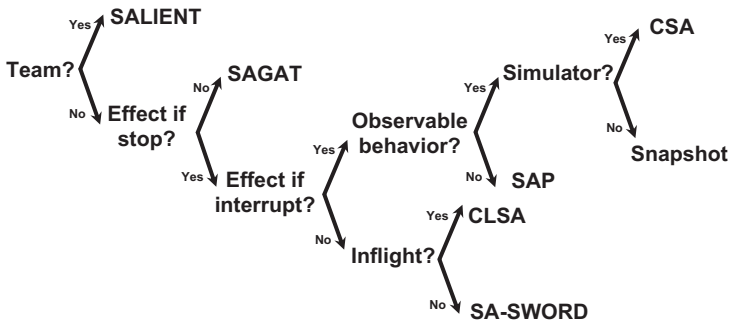 Yes
SALIENT
Team?
No
Effect if
stop?
No
SAGAT
Yes
Effect if
interrupt?
Yes
Observable
behavior?
Yes
Simulator?
Yes
CSA
No
Snapshot
No
SAP
No
Inflight?
Yes
CLSA
No
SA-SWORD